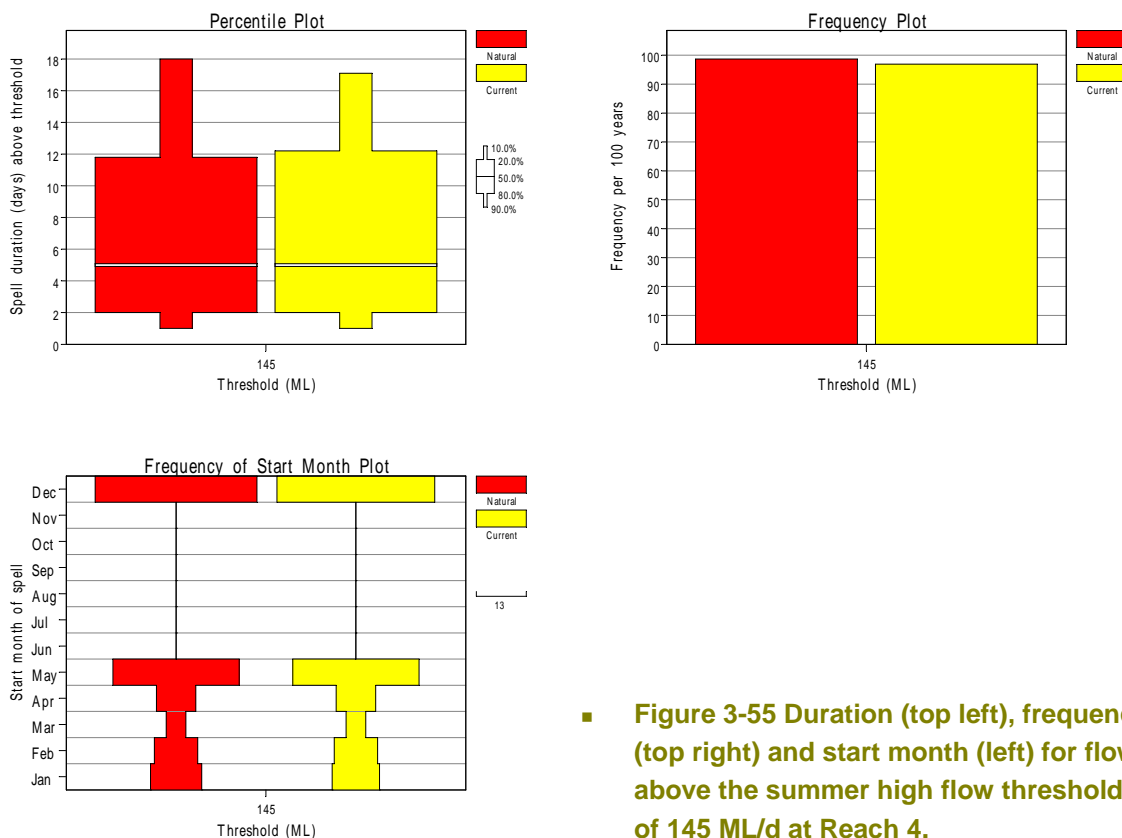 Percentile Plot
Spell duration (days) above threshold
18
16
14
12
10
8
6
4
2
0
145
Threshold (ML)
Natural
Current
10.0%
20.0%
50.0%
80.0%
90.0%
Frequency Plot
Frequency per 100 years
100
90
80
70
60
50
40
30
20
10
0
145
Threshold (ML)
Natural
Current
Frequency of Start Month Plot
Start month of spell
Dec
Nov
Oct
Sep
Aug
Jul
Jun
May
Apr
Mar
Feb
Jan
145
Threshold (ML)
Natural
Current
13
▪ Figure 3-55 Duration (top left), frequenc
(top right) and start month (left) for flow
above the summer high flow threshold
of 145 ML/d at Reach 4.